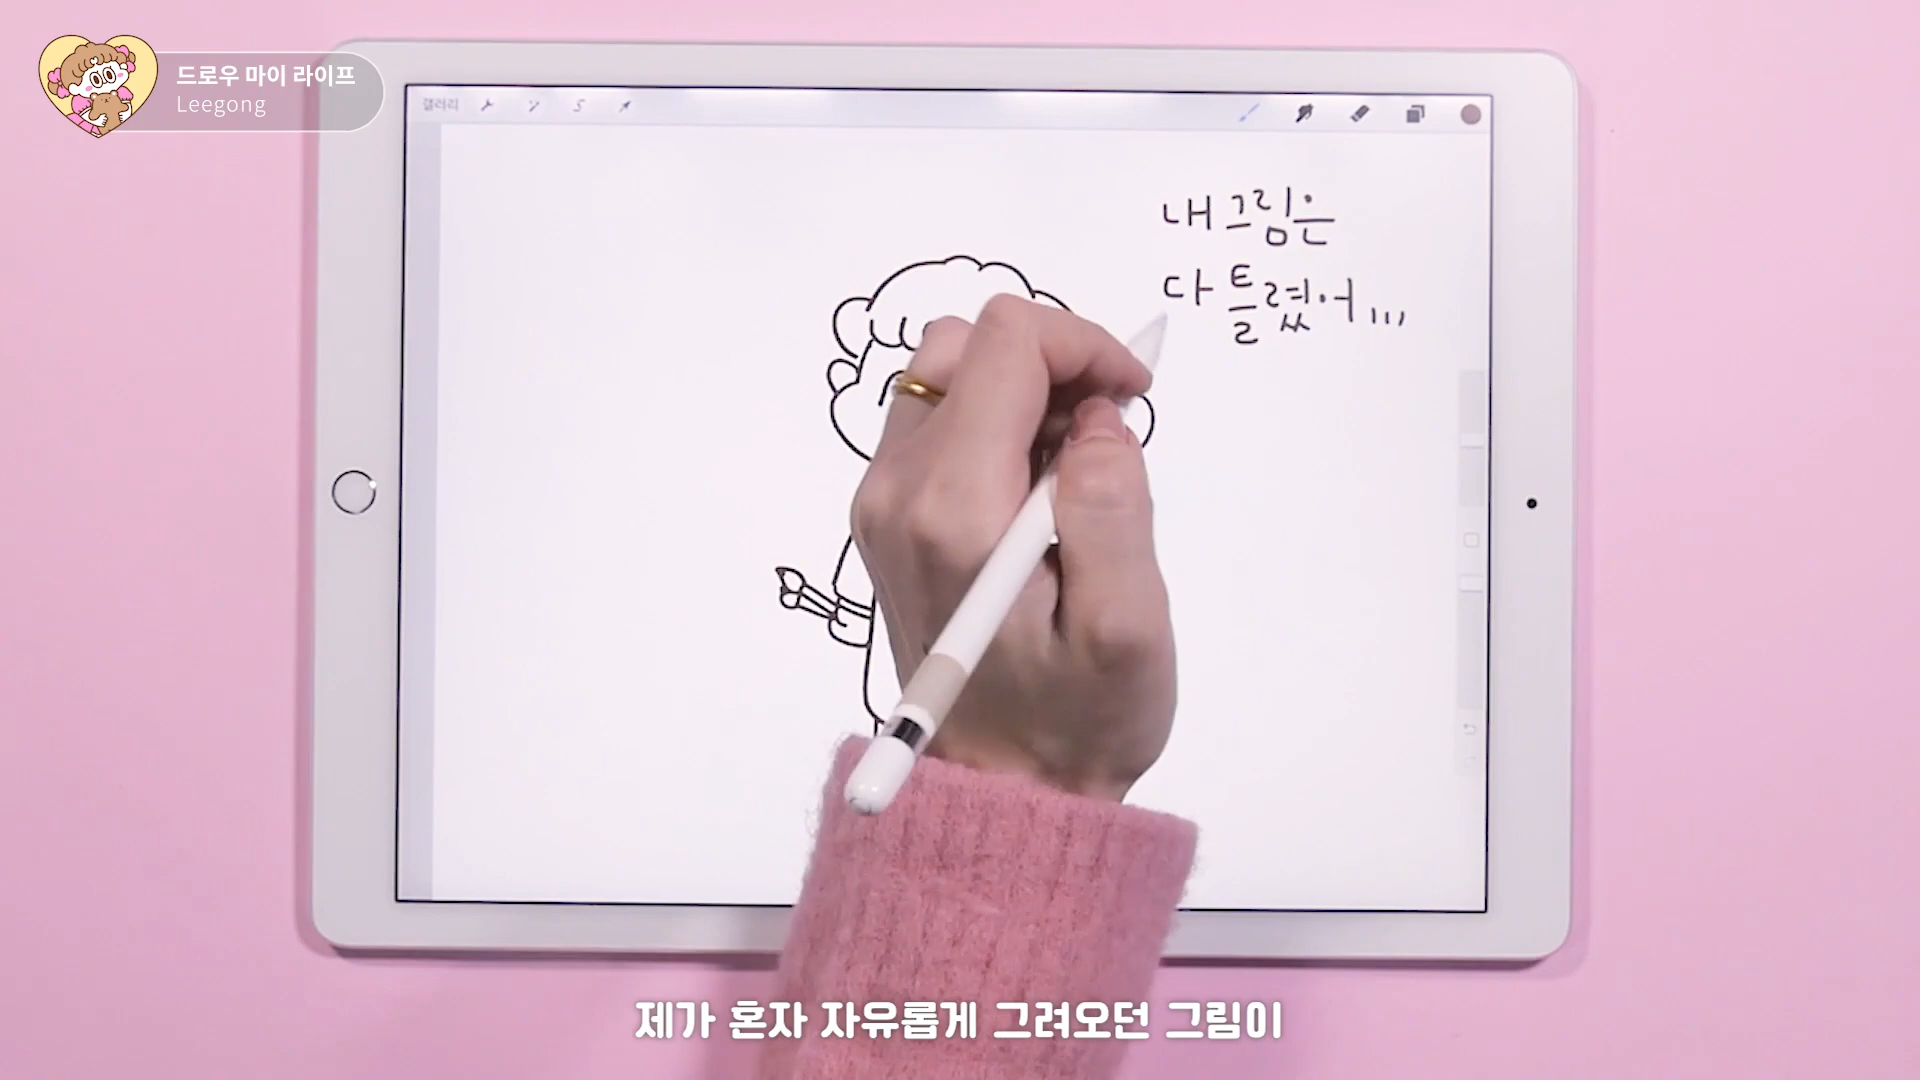 드로우 마이 라이프
Leegong
갤러리
내 그림은
다 틀렸어...
제가 혼자 자유롭게 그려오던 그림이